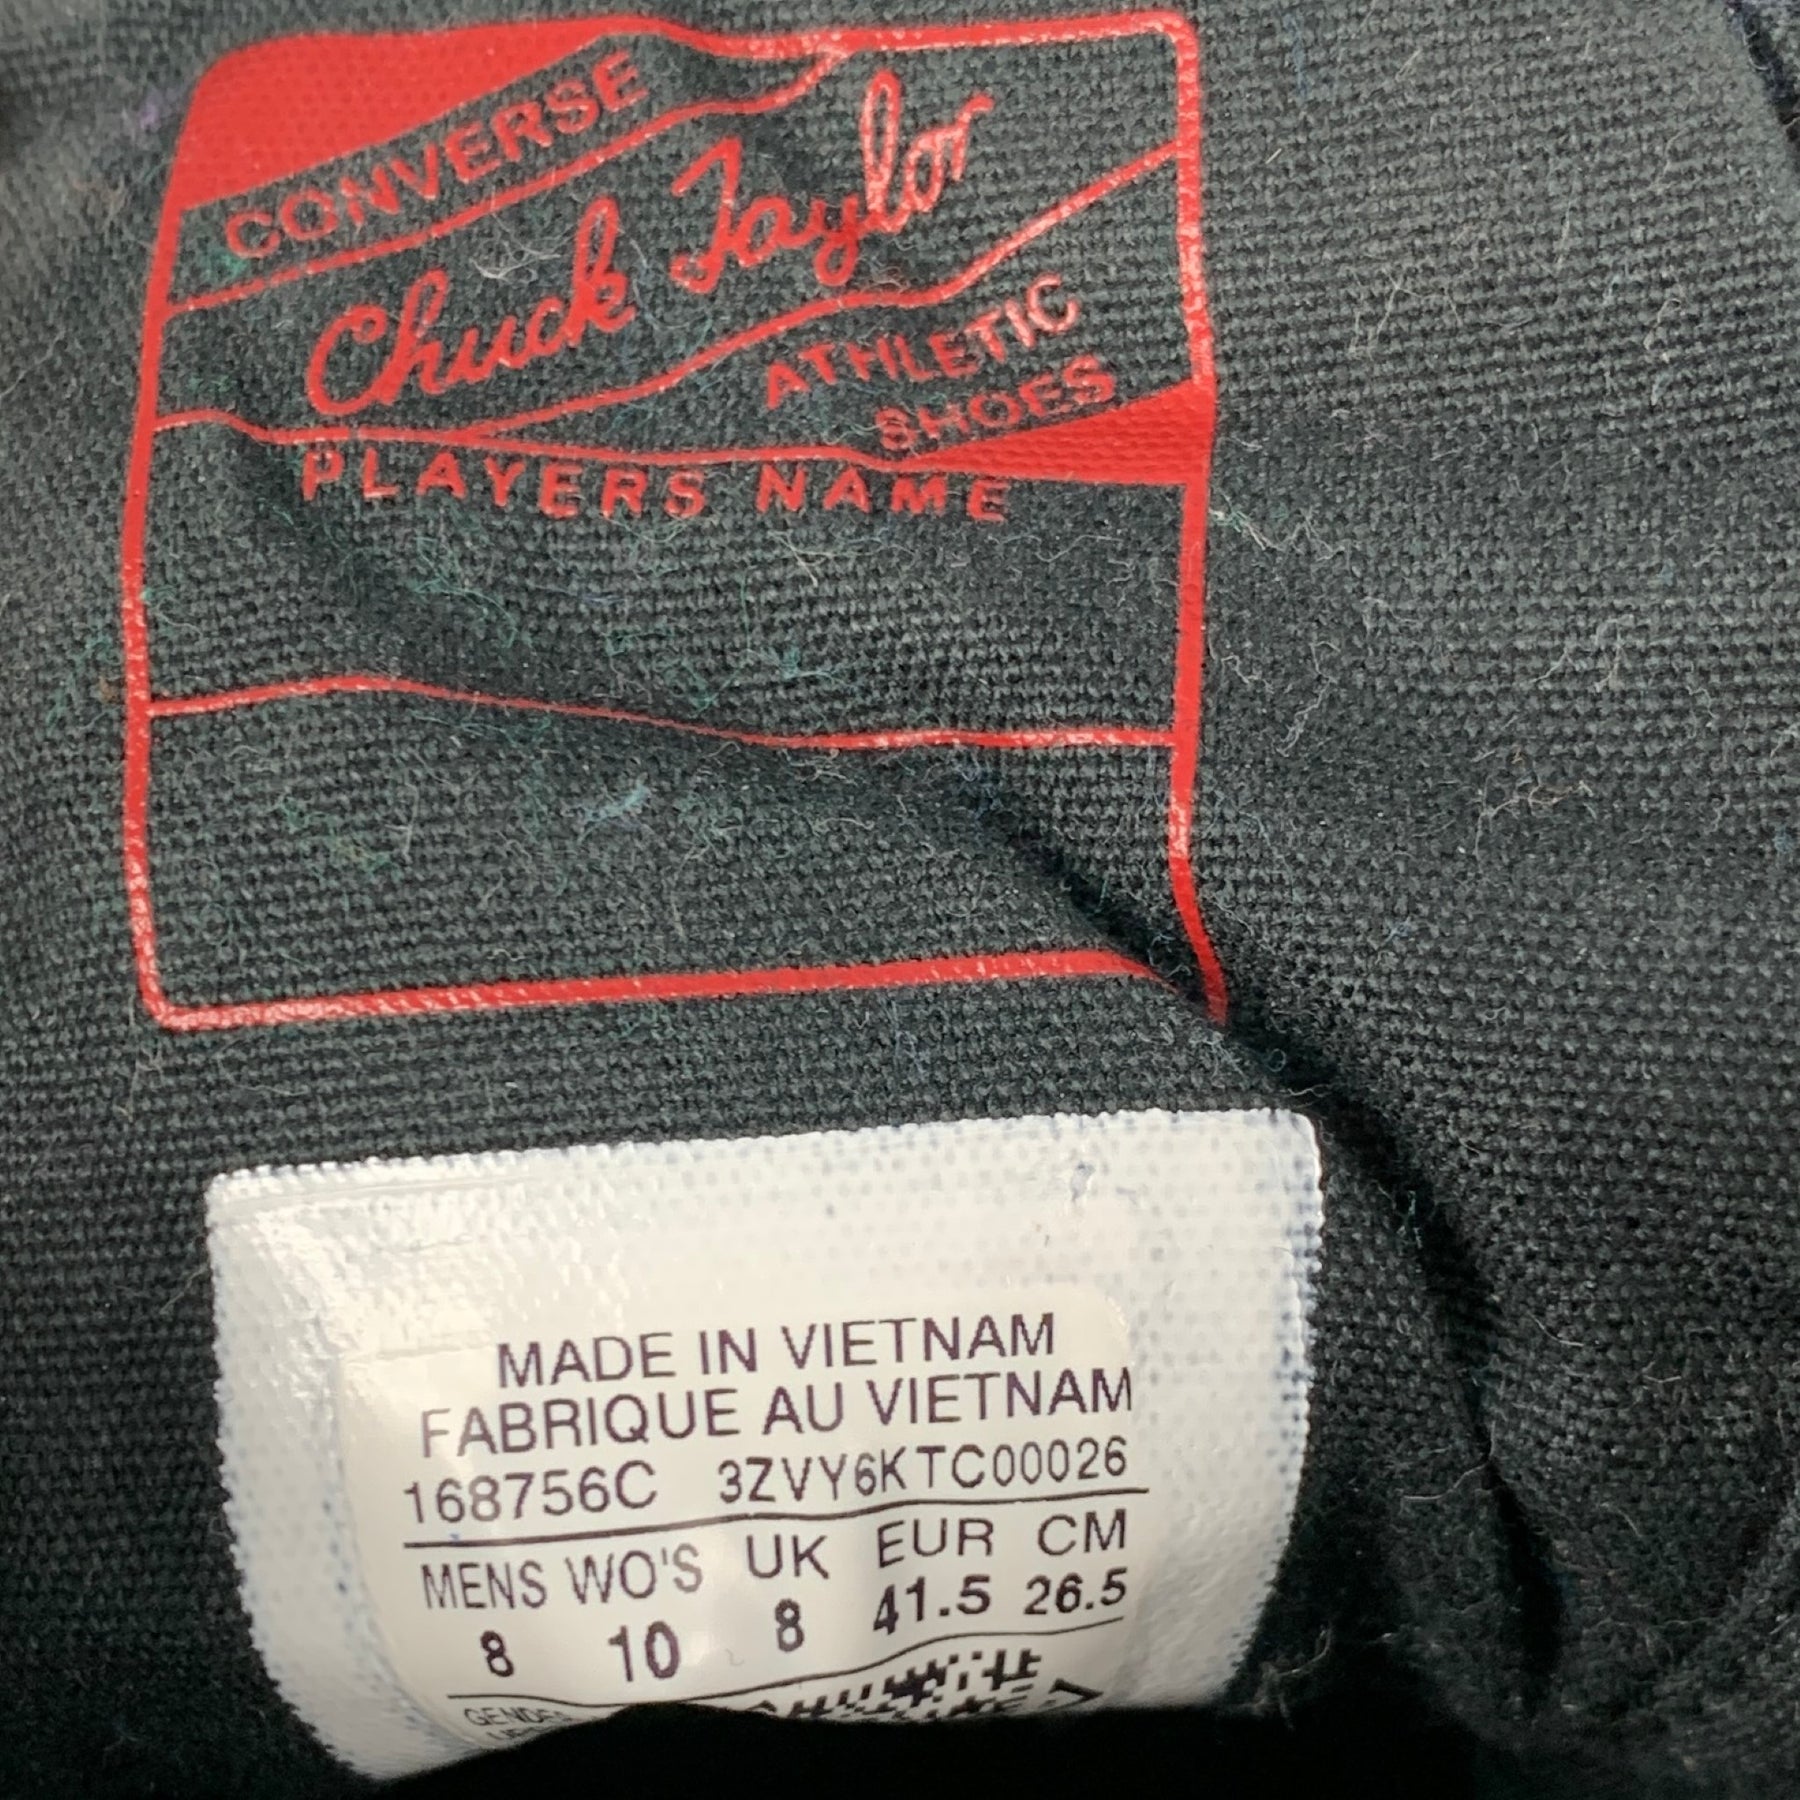 CONVERSE
Chuck Taylor
ATHLETIC
SHOES
PLAYERS NAME
MADE IN VIETNAM
FABRIQUE AU VIETNAM
168756C 3ZVY6KTC00026
MENS WO'S UK EUR CM
8 10 8 41.5 26.5